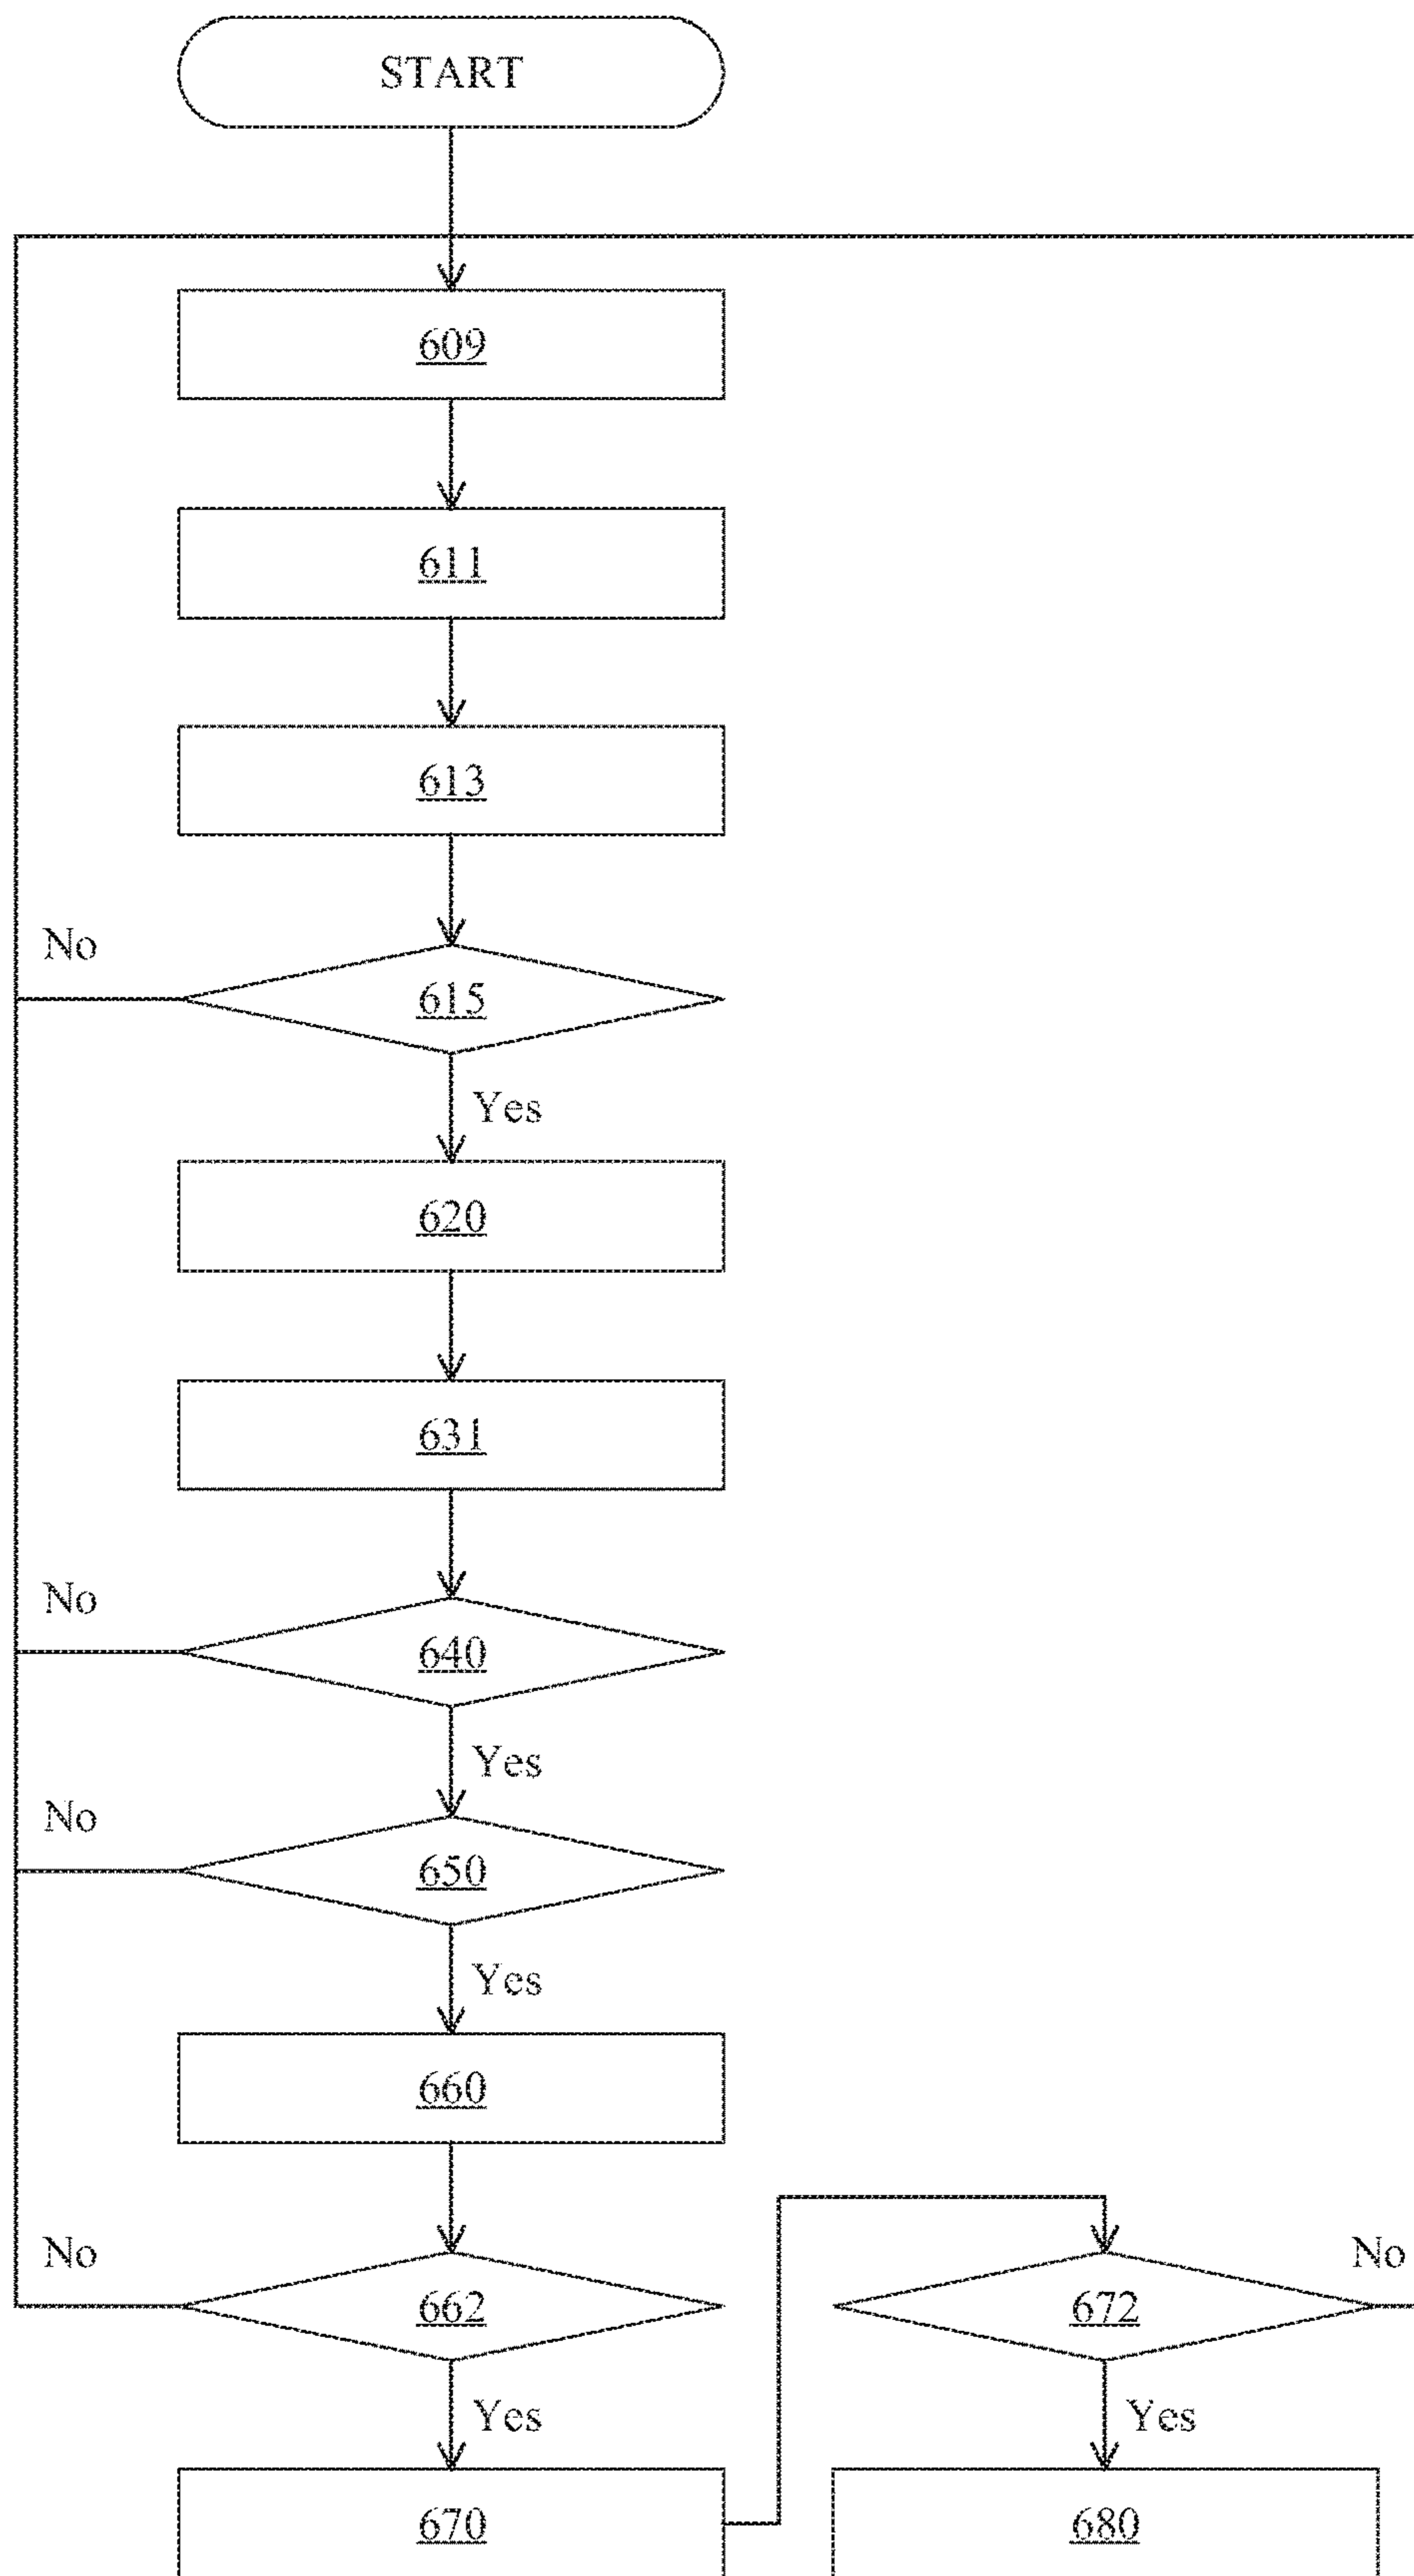 START
609
611
613
No
615
Yes
620
631
No
640
Yes
No
650
Yes
660
No
662
Yes
670
No
672
Yes
680